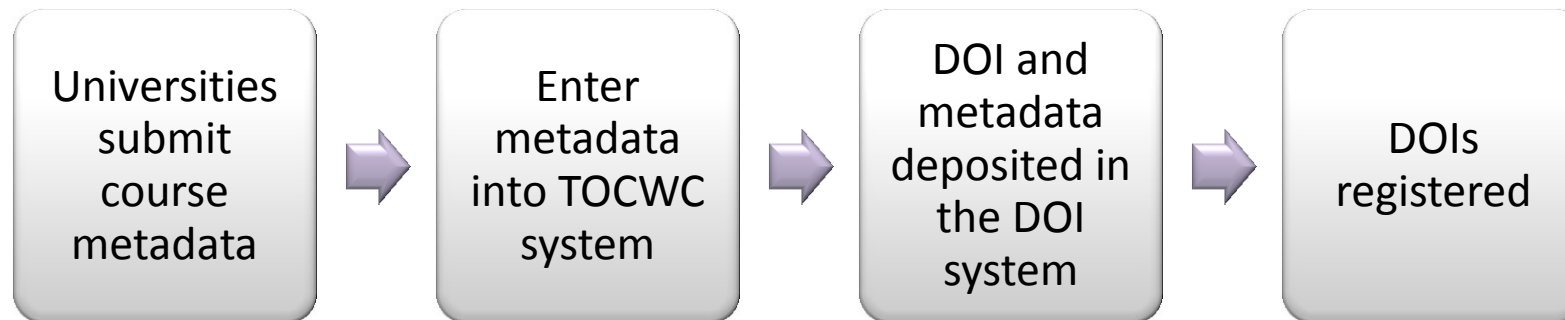 Universities
submit
course
metadata
Enter
metadata
into TOCWC
system
DOI and
metadata
deposited in
the DOI
system
DOIs
registered